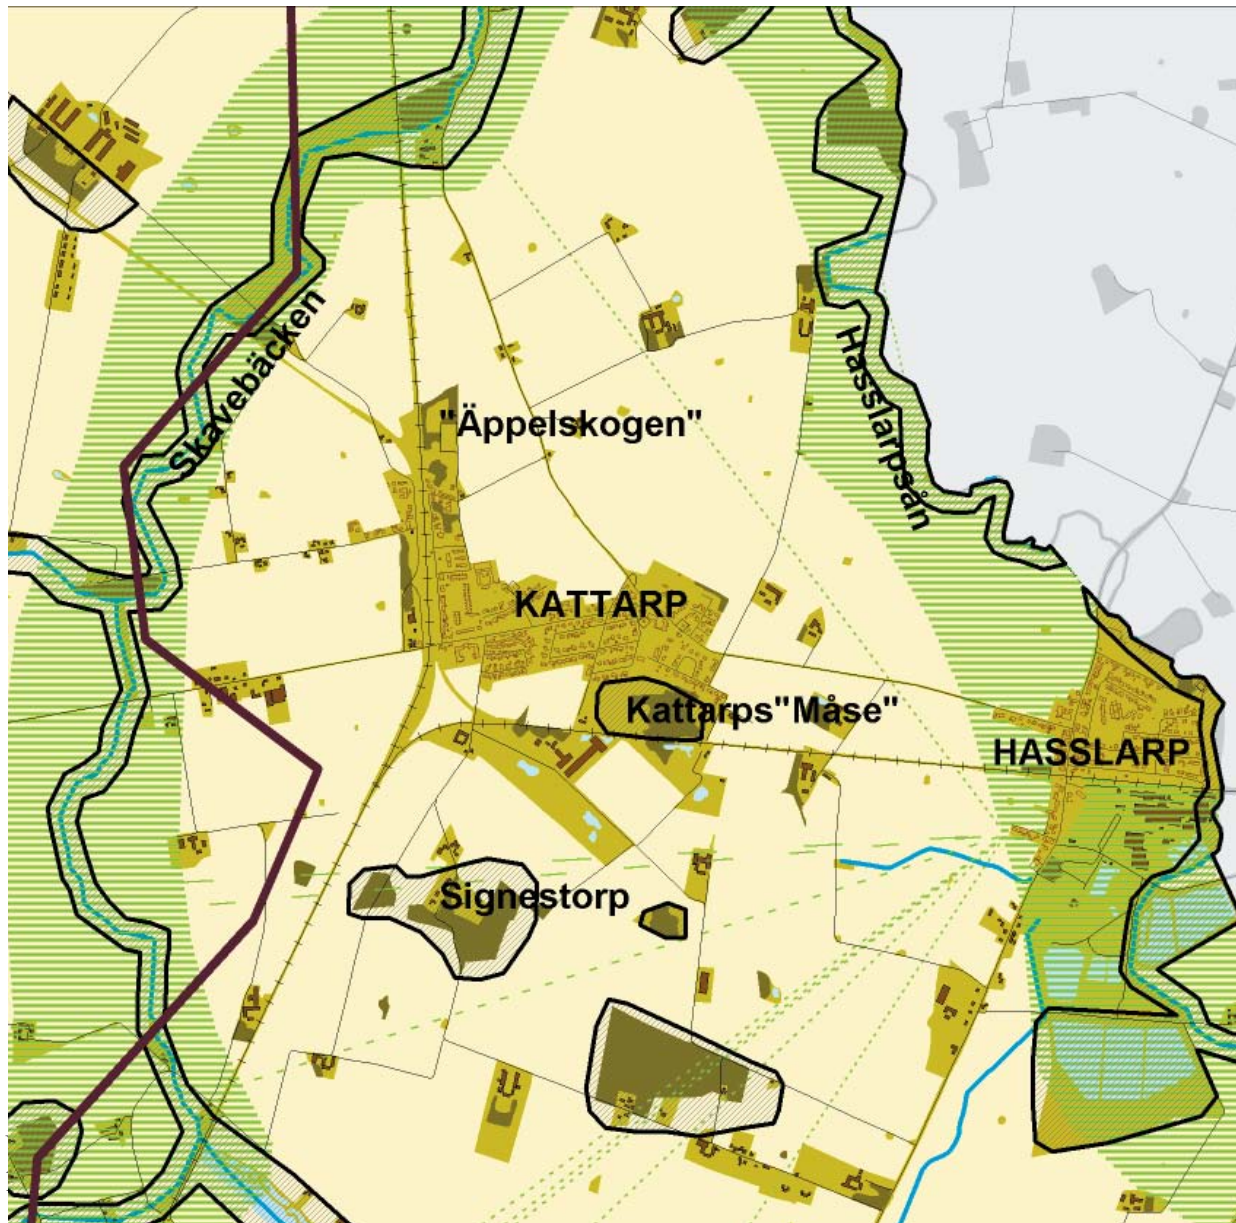 Skavebäcken
Hasslarpsån
"Äppelskogen"
KATTARP
Kattarps"Måse"
HASSLARP
Signestorp